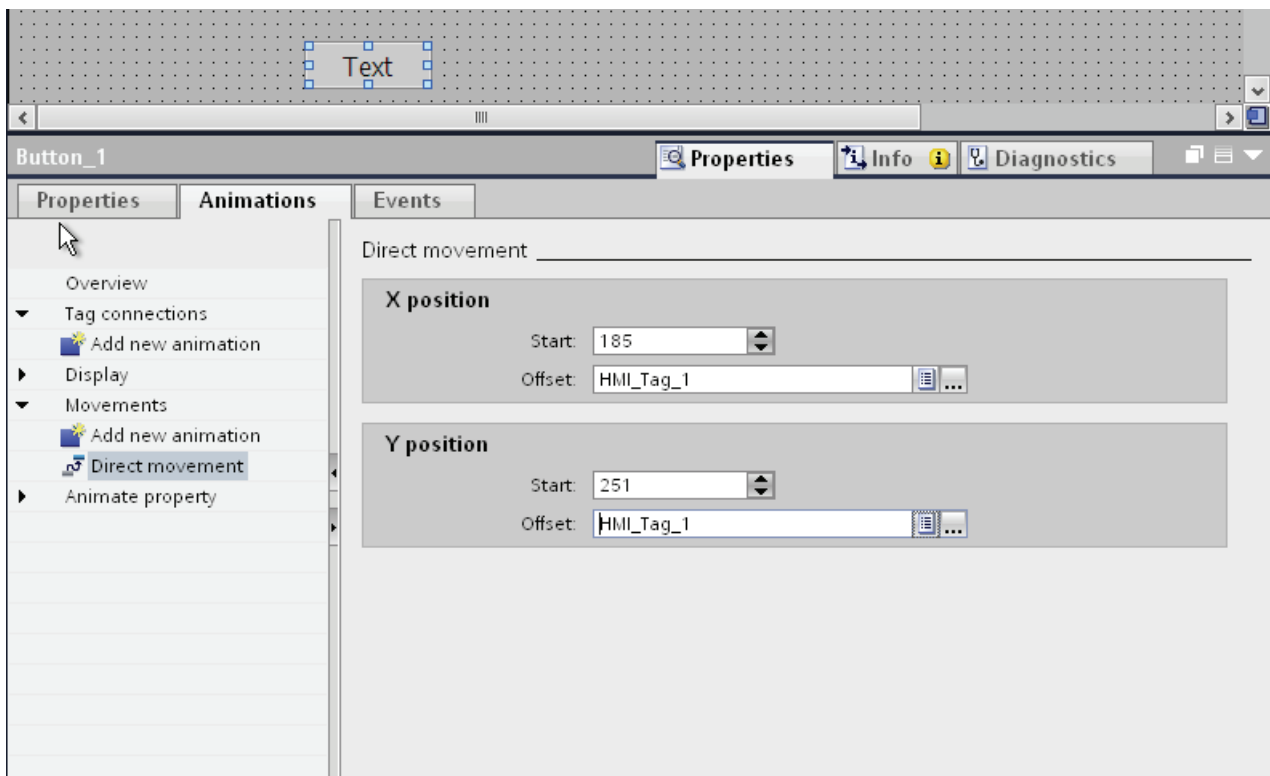 Text
Button_1
Properties Info Diagnostics
Properties Animations Events
Direct movement
Overview
Tag connections
Add new animation
Display
Movements
Add new animation
Direct movement
Animate property
X position
Start: 185
Offset: HMI_Tag_1 ...
Y position
Start: 251
Offset: HMI_Tag_1 ...